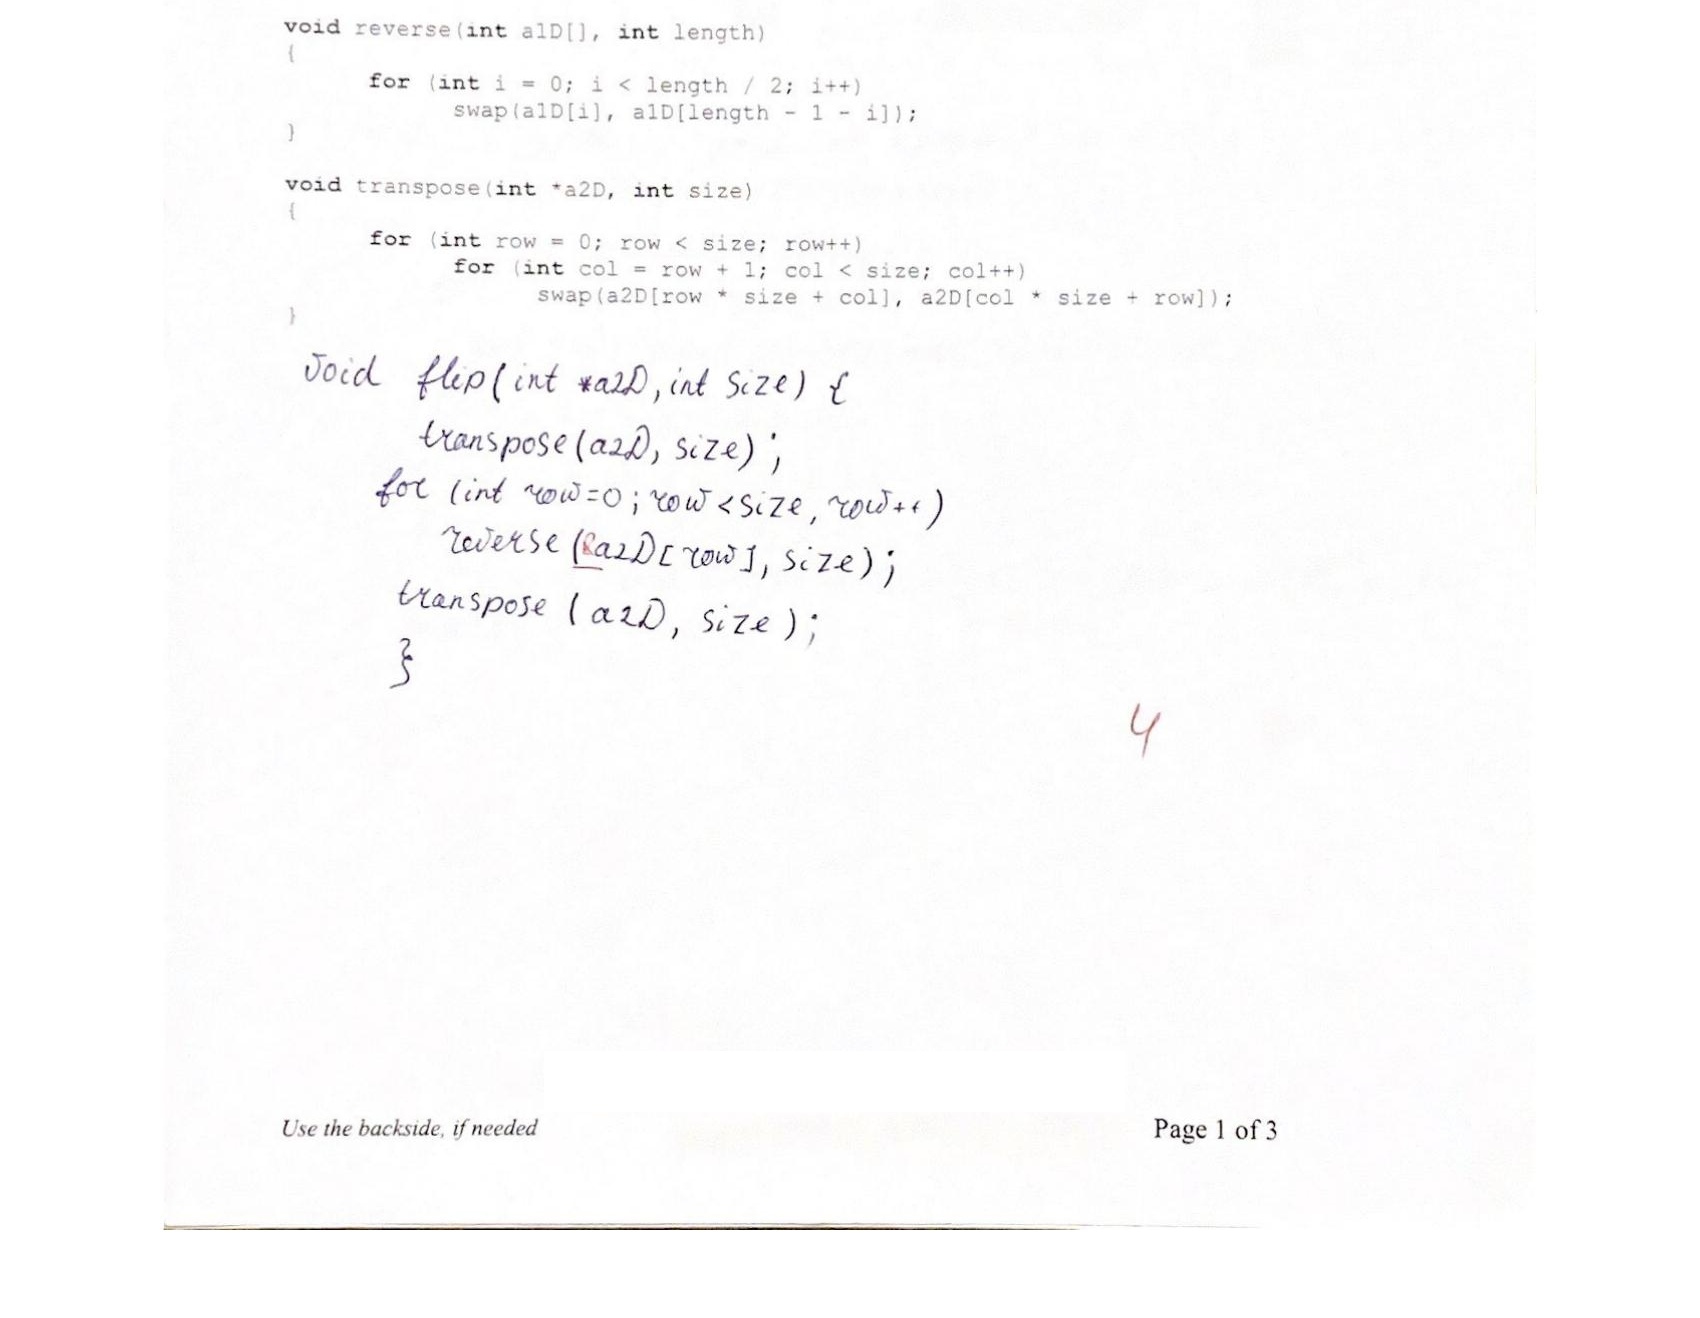 void reverse(int a1D[], int length)
{
for (int i = 0; i < length / 2; i++)
swap(a1D[i], a1D[length - 1 - i]);
}
void transpose(int *a2D, int size)
{
for (int row = 0; row < size; row++)
for (int col = row + 1; col < size; col++)
swap(a2D[row * size + col], a2D[col * size + row]);
}
void flip(int *a2D, int size) {
transpose(a2D, size);
for (int row=0; row<size, row++)
reverse(&a2D[row], size);
transpose(a2D, size);
}
4
Use the backside, if needed
Page 1 of 3